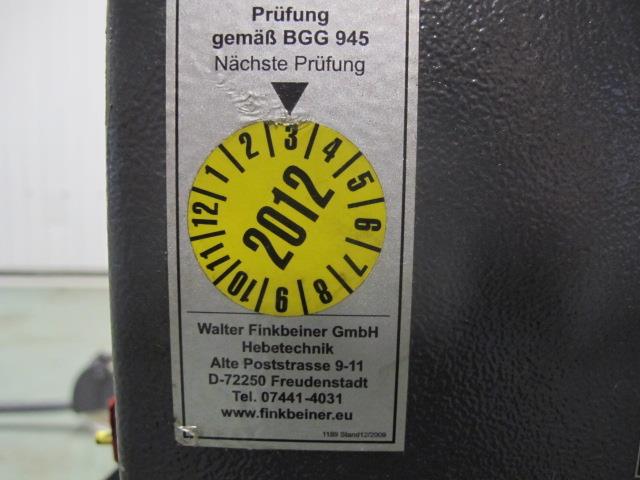 Prüfung
gemäß BGG 945
Nächste Prüfung
1 2 3 4 5 6 7 8 9 10 11 12
2012
Walter Finkbeiner GmbH
Hebetechnik
Alte Poststrasse 9-11
D-72250 Freudenstadt
Tel. 07441-4031
www.finkbeiner.eu
1189 Stand12/2009